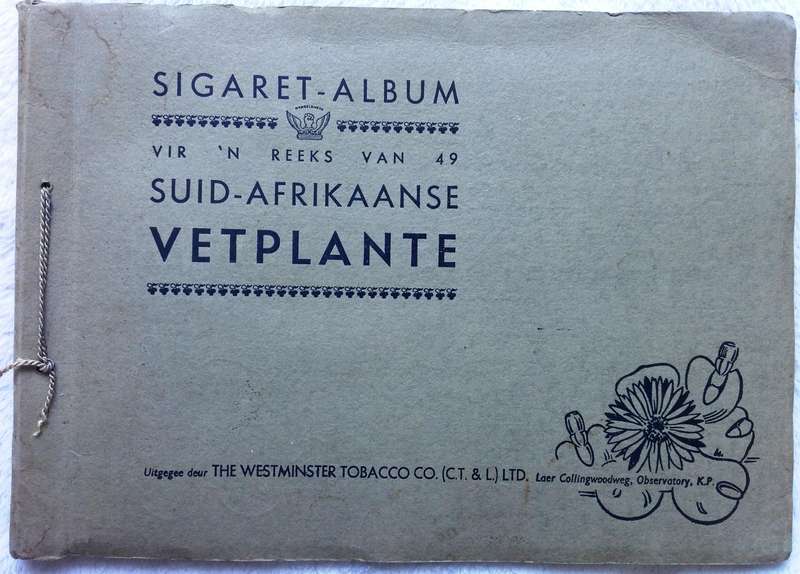 SIGARET-ALBUM
VIR 'N REEKS VAN 49
SUID-AFRIKAANSE
VETPLANTE
Uitgegee deur THE WESTMINSTER TOBACCO CO. (C.T. & L.) LTD. Laer Collingwoodweg, Observatory, K.P.